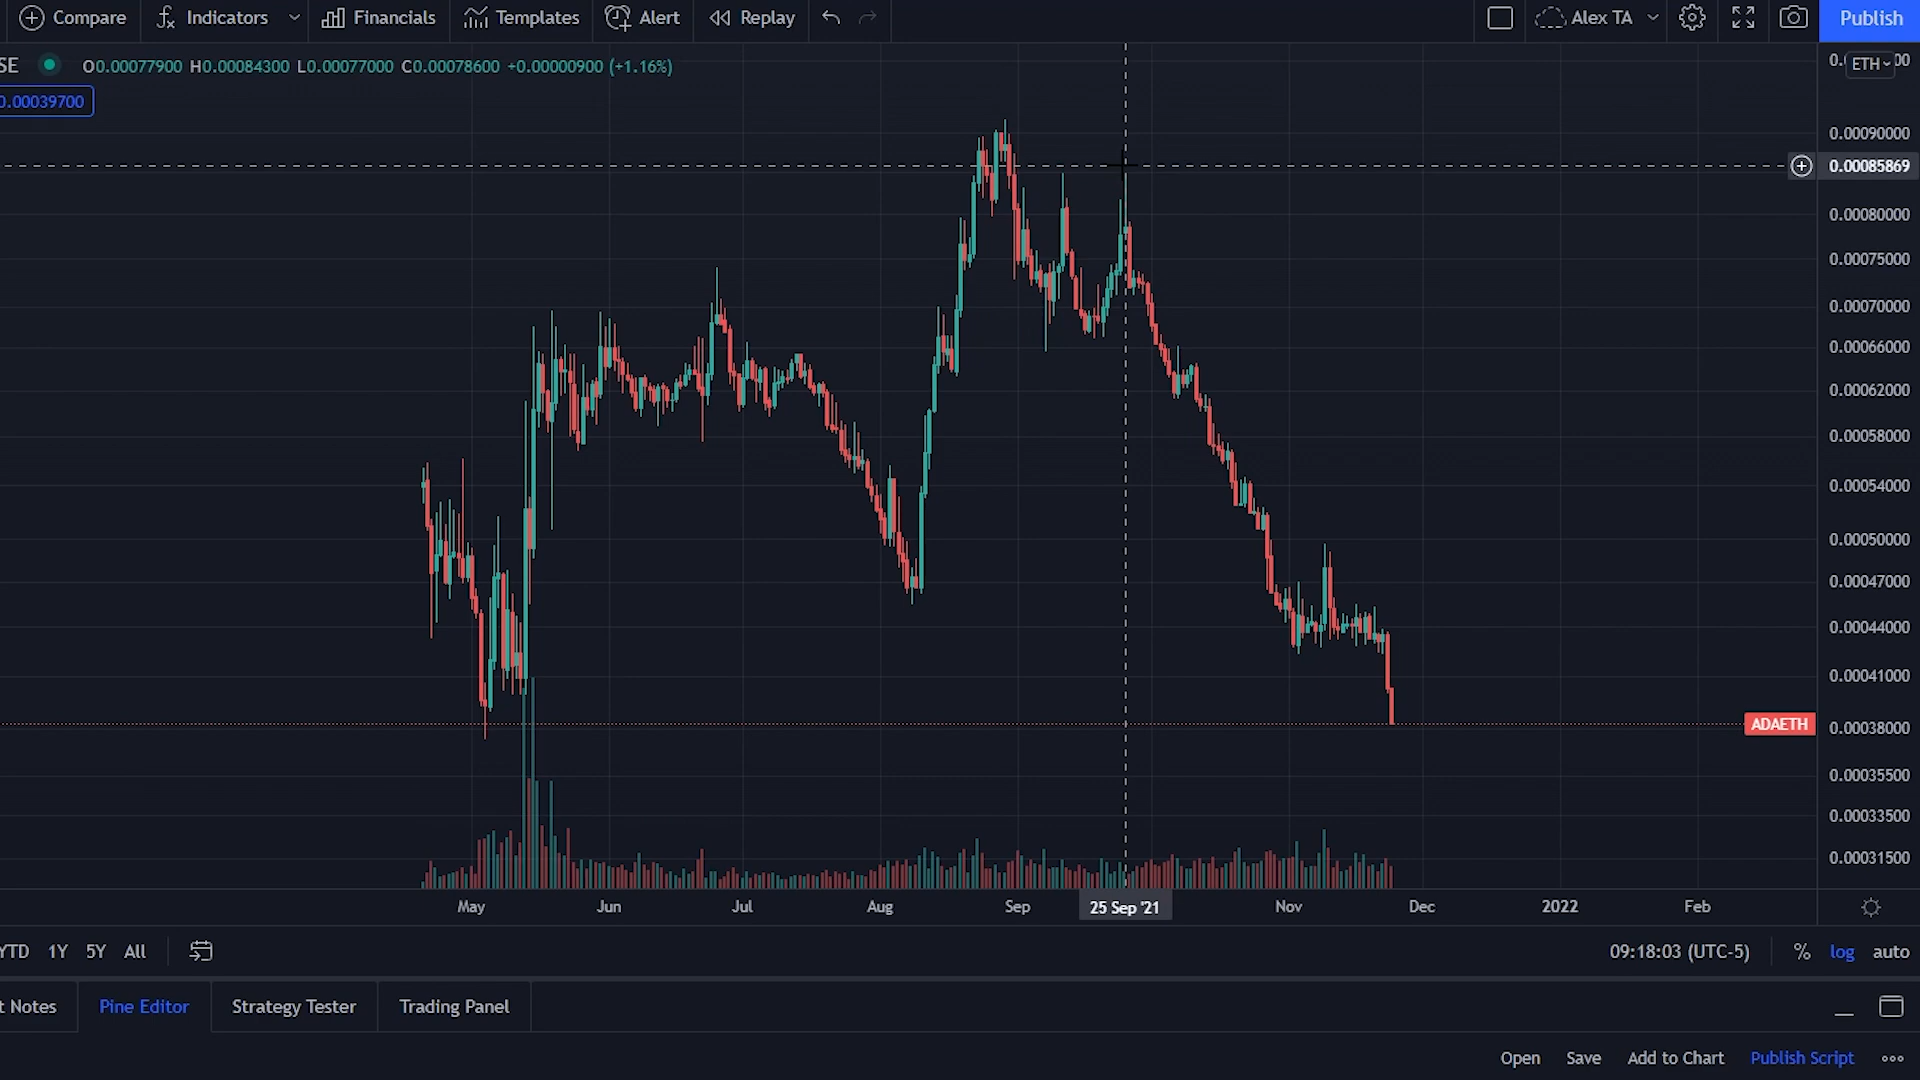 Compare Indicators Financials Templates Alert Replay Alex TA Publish
SE O0.00077900 H0.00084300 L0.00077000 C0.00078600 +0.00000900 (+1.16%)
ETH
0.00039700
0.00090000
0.00085869
0.00080000
0.00075000
0.00070000
0.00066000
0.00062000
0.00058000
0.00054000
0.00050000
0.00047000
0.00044000
0.00041000
ADAETH
0.00038000
0.00035500
0.00033500
0.00031500
May Jun Jul Aug Sep 25 Sep '21 Nov Dec 2022 Feb
YTD 1Y 5Y All 09:18:03 (UTC-5) % log auto
t Notes Pine Editor Strategy Tester Trading Panel
Open Save Add to Chart Publish Script